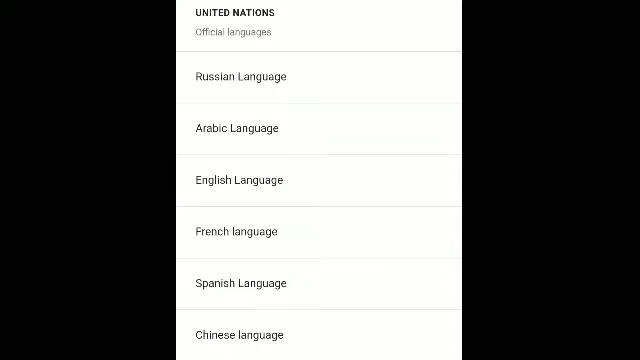 UNITED NATIONS
Official languages
Russian Language
Arabic Language
English Language
French language
Spanish Language
Chinese language